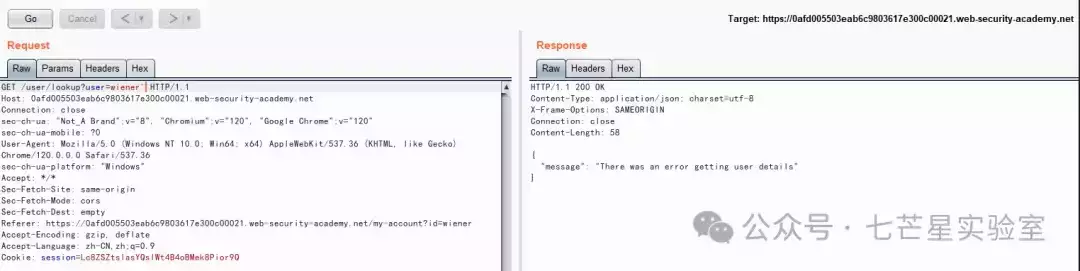 Go
Cancel
<
>
Target: https://0afd005503eab6c9803617e300c00021.web-security-academy.net
Request
Raw Params Headers Hex
GET /user/lookup?user=wiener' HTTP/1.1
Host: 0afd005503eab6c9803617e300c00021.web-security-academy.net
Connection: close
sec-ch-ua: "Not_A Brand";v="8", "Chromium";v="120", "Google Chrome";v="120"
sec-ch-ua-mobile: ?0
User-Agent: Mozilla/5.0 (Windows NT 10.0; Win64; x64) AppleWebKit/537.36 (KHTML, like Gecko)
Chrome/120.0.0.0 Safari/537.36
sec-ch-ua-platform: "Windows"
Accept: */*
Sec-Fetch-Site: same-origin
Sec-Fetch-Mode: cors
Sec-Fetch-Dest: empty
Referer: https://0afd005503eab6c9803617e300c00021.web-security-academy.net/my-account?id=wiener
Accept-Encoding: gzip, deflate
Accept-Language: zh-CN,zh;q=0.9
Cookie: session=
Response
Raw Headers Hex
HTTP/1.1 200 OK
Content-Type: application/json; charset=utf-8
X-Frame-Options: SAMEORIGIN
Connection: close
Content-Length: 58
{
"message": "There was an error getting user details"
}
公众号·七芒星实验室